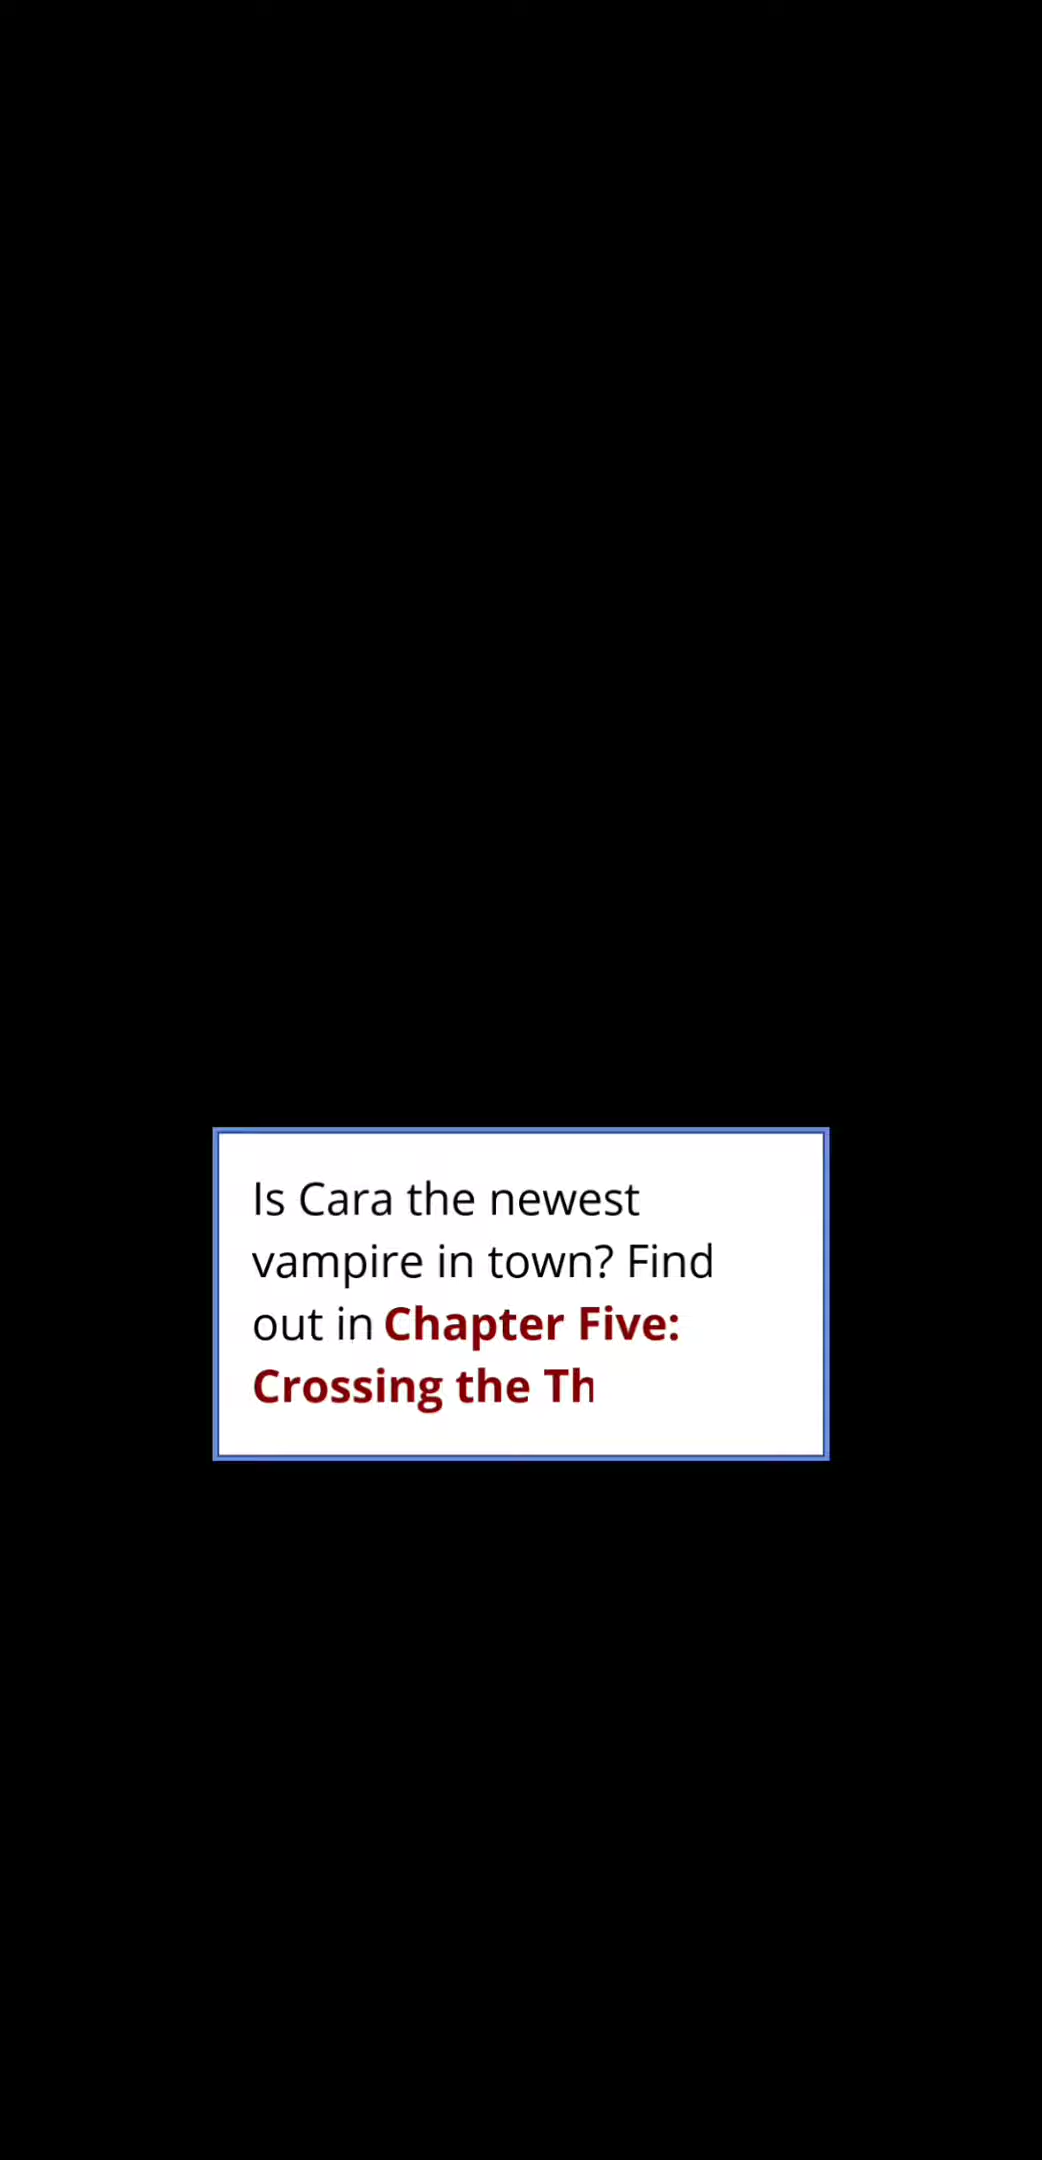 Is Cara the newest
vampire in town? Find
out in Chapter Five:
Crossing the Th